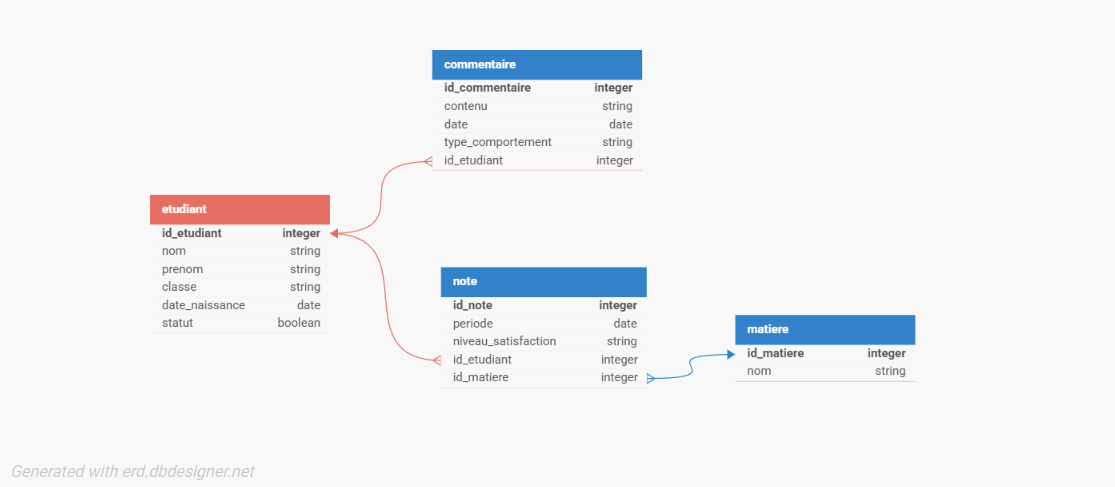 commentaire
id_commentaire integer
contenu string
date date
type_comportement string
id_etudiant integer
etudiant
id_etudiant integer
nom string
prenom string
classe string
date_naissance date
statut boolean
note
id_note integer
periode date
niveau_satisfaction string
id_etudiant integer
id_matiere integer
matiere
id_matiere integer
nom string
Generated with erd.dbdesigner.net